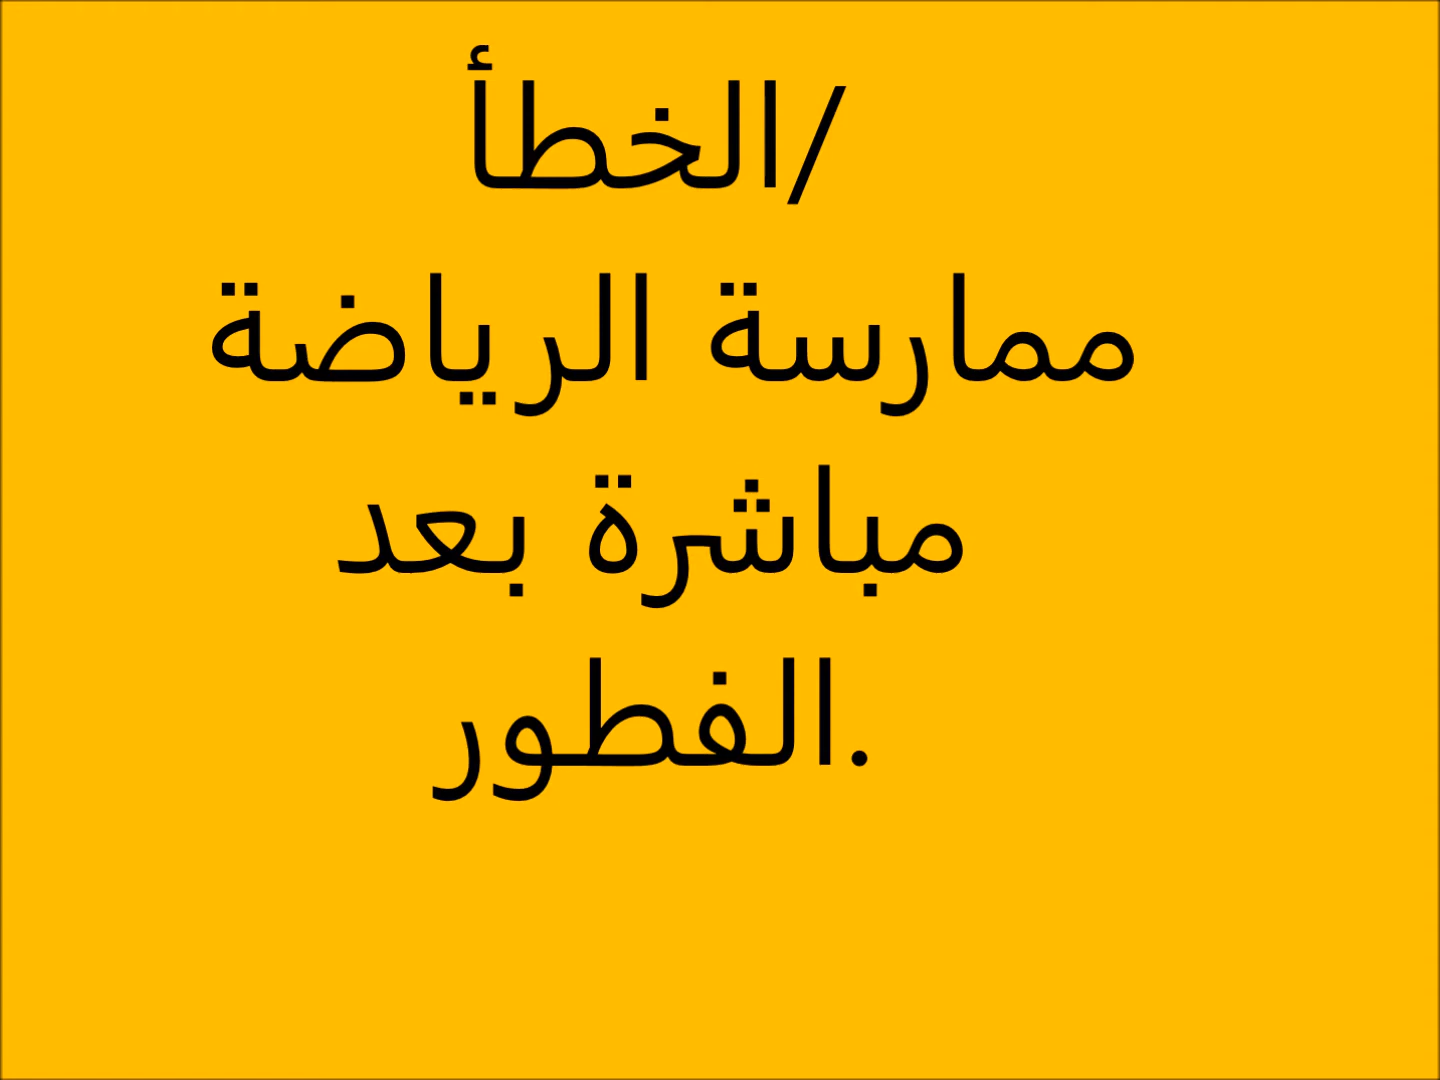 الخطأ/
ممارسة الرياضة
مباشرة بعد
الفطور.